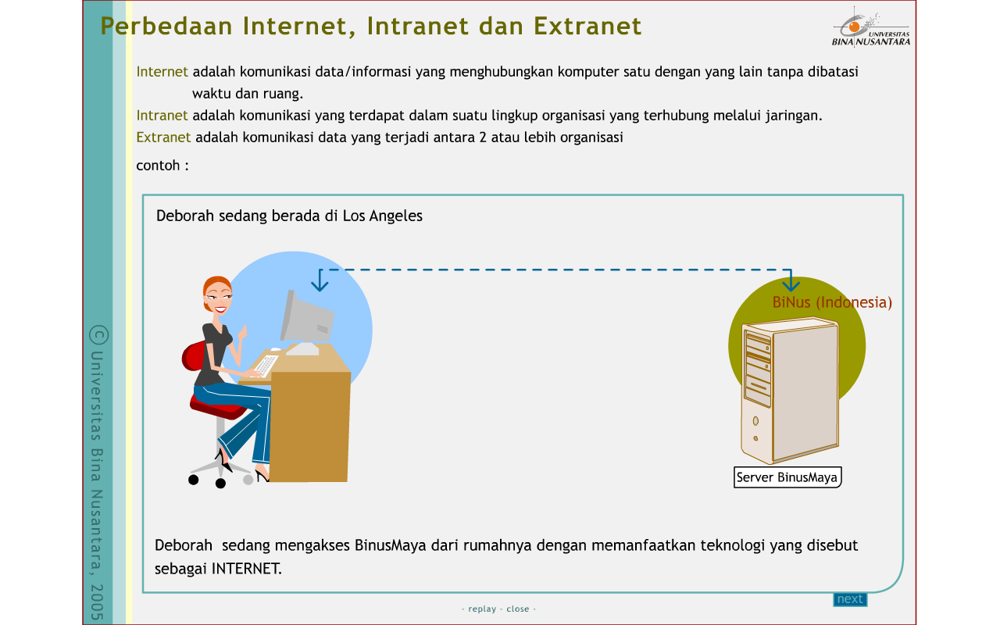 Perbedaan Internet, Intranet dan Extranet
UNIVERSITAS
BINA NUSANTARA
Internet adalah komunikasi data/informasi yang menghubungkan komputer satu dengan yang lain tanpa dibatasi
waktu dan ruang.
Intranet adalah komunikasi yang terdapat dalam suatu lingkup organisasi yang terhubung melalui jaringan.
Extranet adalah komunikasi data yang terjadi antara 2 atau lebih organisasi
contoh :
Deborah sedang berada di Los Angeles
BiNus (Indonesia)
Server BinusMaya
Deborah  sedang mengakses BinusMaya dari rumahnya dengan memanfaatkan teknologi yang disebut
sebagai INTERNET.
next
- replay - close -
© Universitas Bina Nusantara, 2005